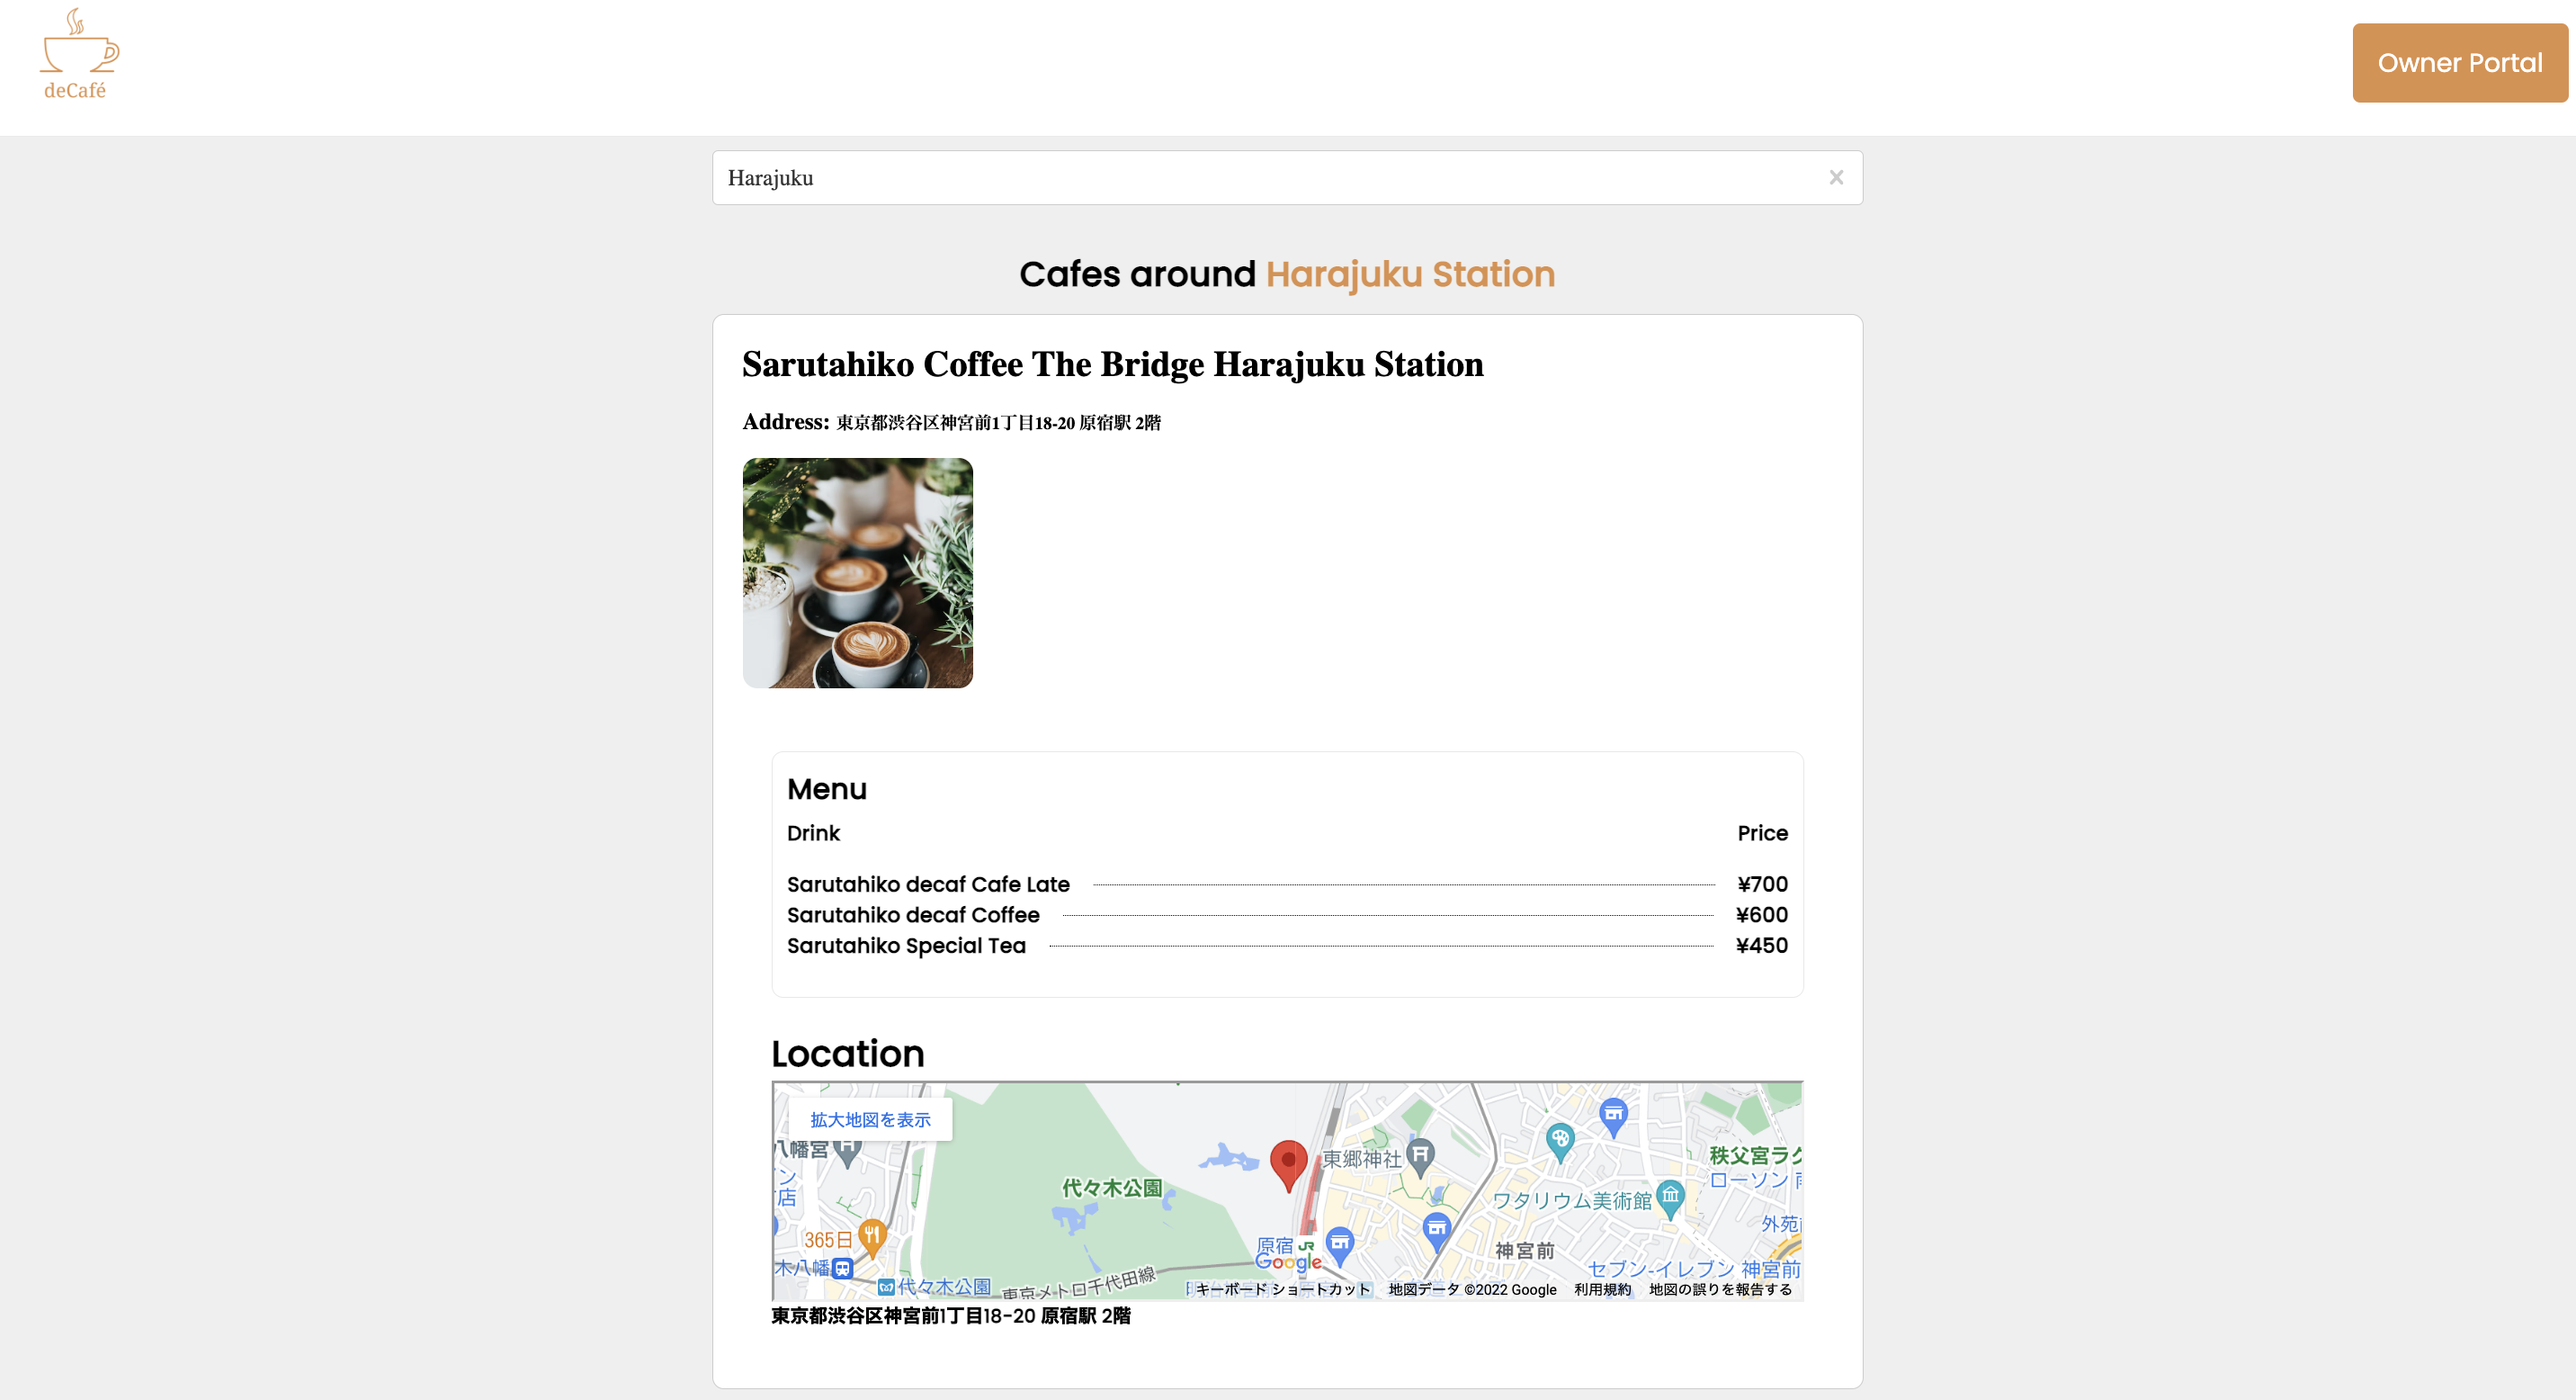 deCafé
Owner Portal
Harajuku
Cafes around Harajuku Station
Sarutahiko Coffee The Bridge Harajuku Station
Address: 東京都渋谷区神宮前1丁目18-20 原宿駅 2階
Menu
Drink Price
Sarutahiko decaf Cafe Late ¥700
Sarutahiko decaf Coffee ¥600
Sarutahiko Special Tea ¥450
Location
拡大地図を表示
八幡宮
東郷神社
秩父宮ラグ
ローソン
店
代々木公園
ワタリウム美術館
外苑
365日
原宿
JR
神宮前
Google
木八幡
セブン-イレブン 神宮前
代々木公園
東京メトロ千代田線
キーボード ショートカット 地図データ ©2022 Google 利用規約 地図の誤りを報告する
東京都渋谷区神宮前1丁目18-20 原宿駅 2階